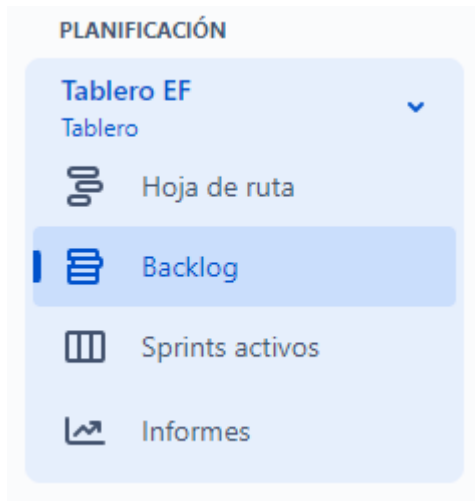 PLANIFICACIÓN
Tablero EF
Tablero
Hoja de ruta
Backlog
Sprints activos
Informes